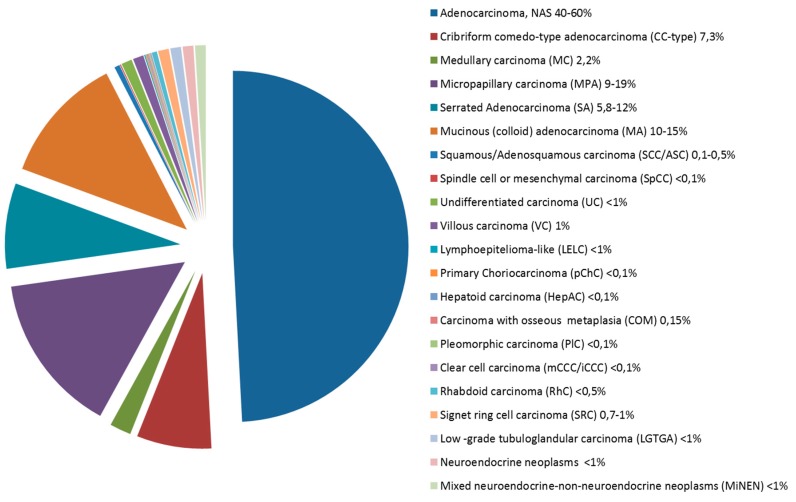 Adenocarcinoma, NAS 40-60%
Cribriform comedo-type adenocarcinoma (CC-type) 7,3%
Medullary carcinoma (MC) 2,2%
Micropapillary carcinoma (MPA) 9-19%
Serrated Adenocarcinoma (SA) 5,8-12%
Mucinous (colloid) adenocarcinoma (MA) 10-15%
Squamous/Adenosquamous carcinoma (SCC/ASC) 0,1-0,5%
Spindle cell or mesenchymal carcinoma (SpCC) <0,1%
Undifferentiated carcinoma (UC) <1%
Villous carcinoma (VC) 1%
Lymphoepitelioma-like (LELC) <1%
Primary Choriocarcinoma (pChC) <0,1%
Hepatoid carcinoma (HepAC) <0,1%
Carcinoma with osseous metaplasia (COM) 0,15%
Pleomorphic carcinoma (PlC) <0,1%
Clear cell carcinoma (mCCC/iCCC) <0,1%
Rhabdoid carcinoma (RhC) <0,5%
Signet ring cell carcinoma (SRC) 0,7-1%
Low -grade tubuloglandular carcinoma (LGTGA) <1%
Neuroendocrine neoplasms <1%
Mixed neuroendocrine-non-neuroendocrine neoplasms (MiNEN) <1%